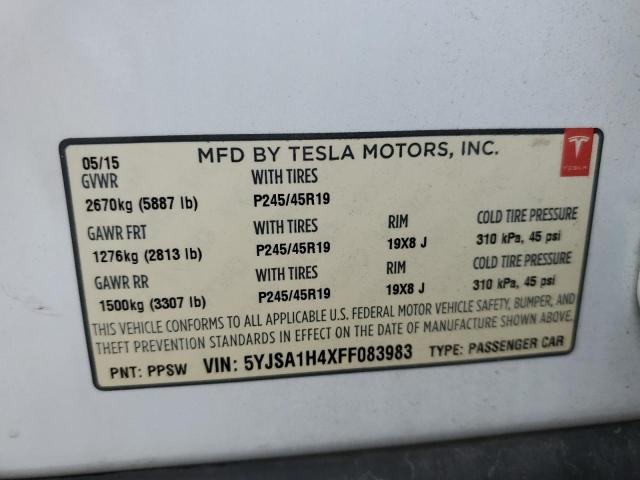 05/15 MFD BY TESLA MOTORS, INC.
TESLA
GVWR WITH TIRES
2670kg (5887 lb) P245/45R19
GAWR FRT WITH TIRES RIM COLD TIRE PRESSURE
1276kg (2813 lb) P245/45R19 19X8 J 310 kPa, 45 psi
GAWR RR WITH TIRES RIM COLD TIRE PRESSURE
1500kg (3307 lb) P245/45R19 19X8 J 310 kPa, 45 psi
THIS VEHICLE CONFORMS TO ALL APPLICABLE U.S. FEDERAL MOTOR VEHICLE SAFETY, BUMPER, AND
THEFT PREVENTION STANDARDS IN EFFECT ON THE DATE OF MANUFACTURE SHOWN ABOVE.
PNT: PPSW VIN: 5YJSA1H4XFF083983 TYPE: PASSENGER CAR